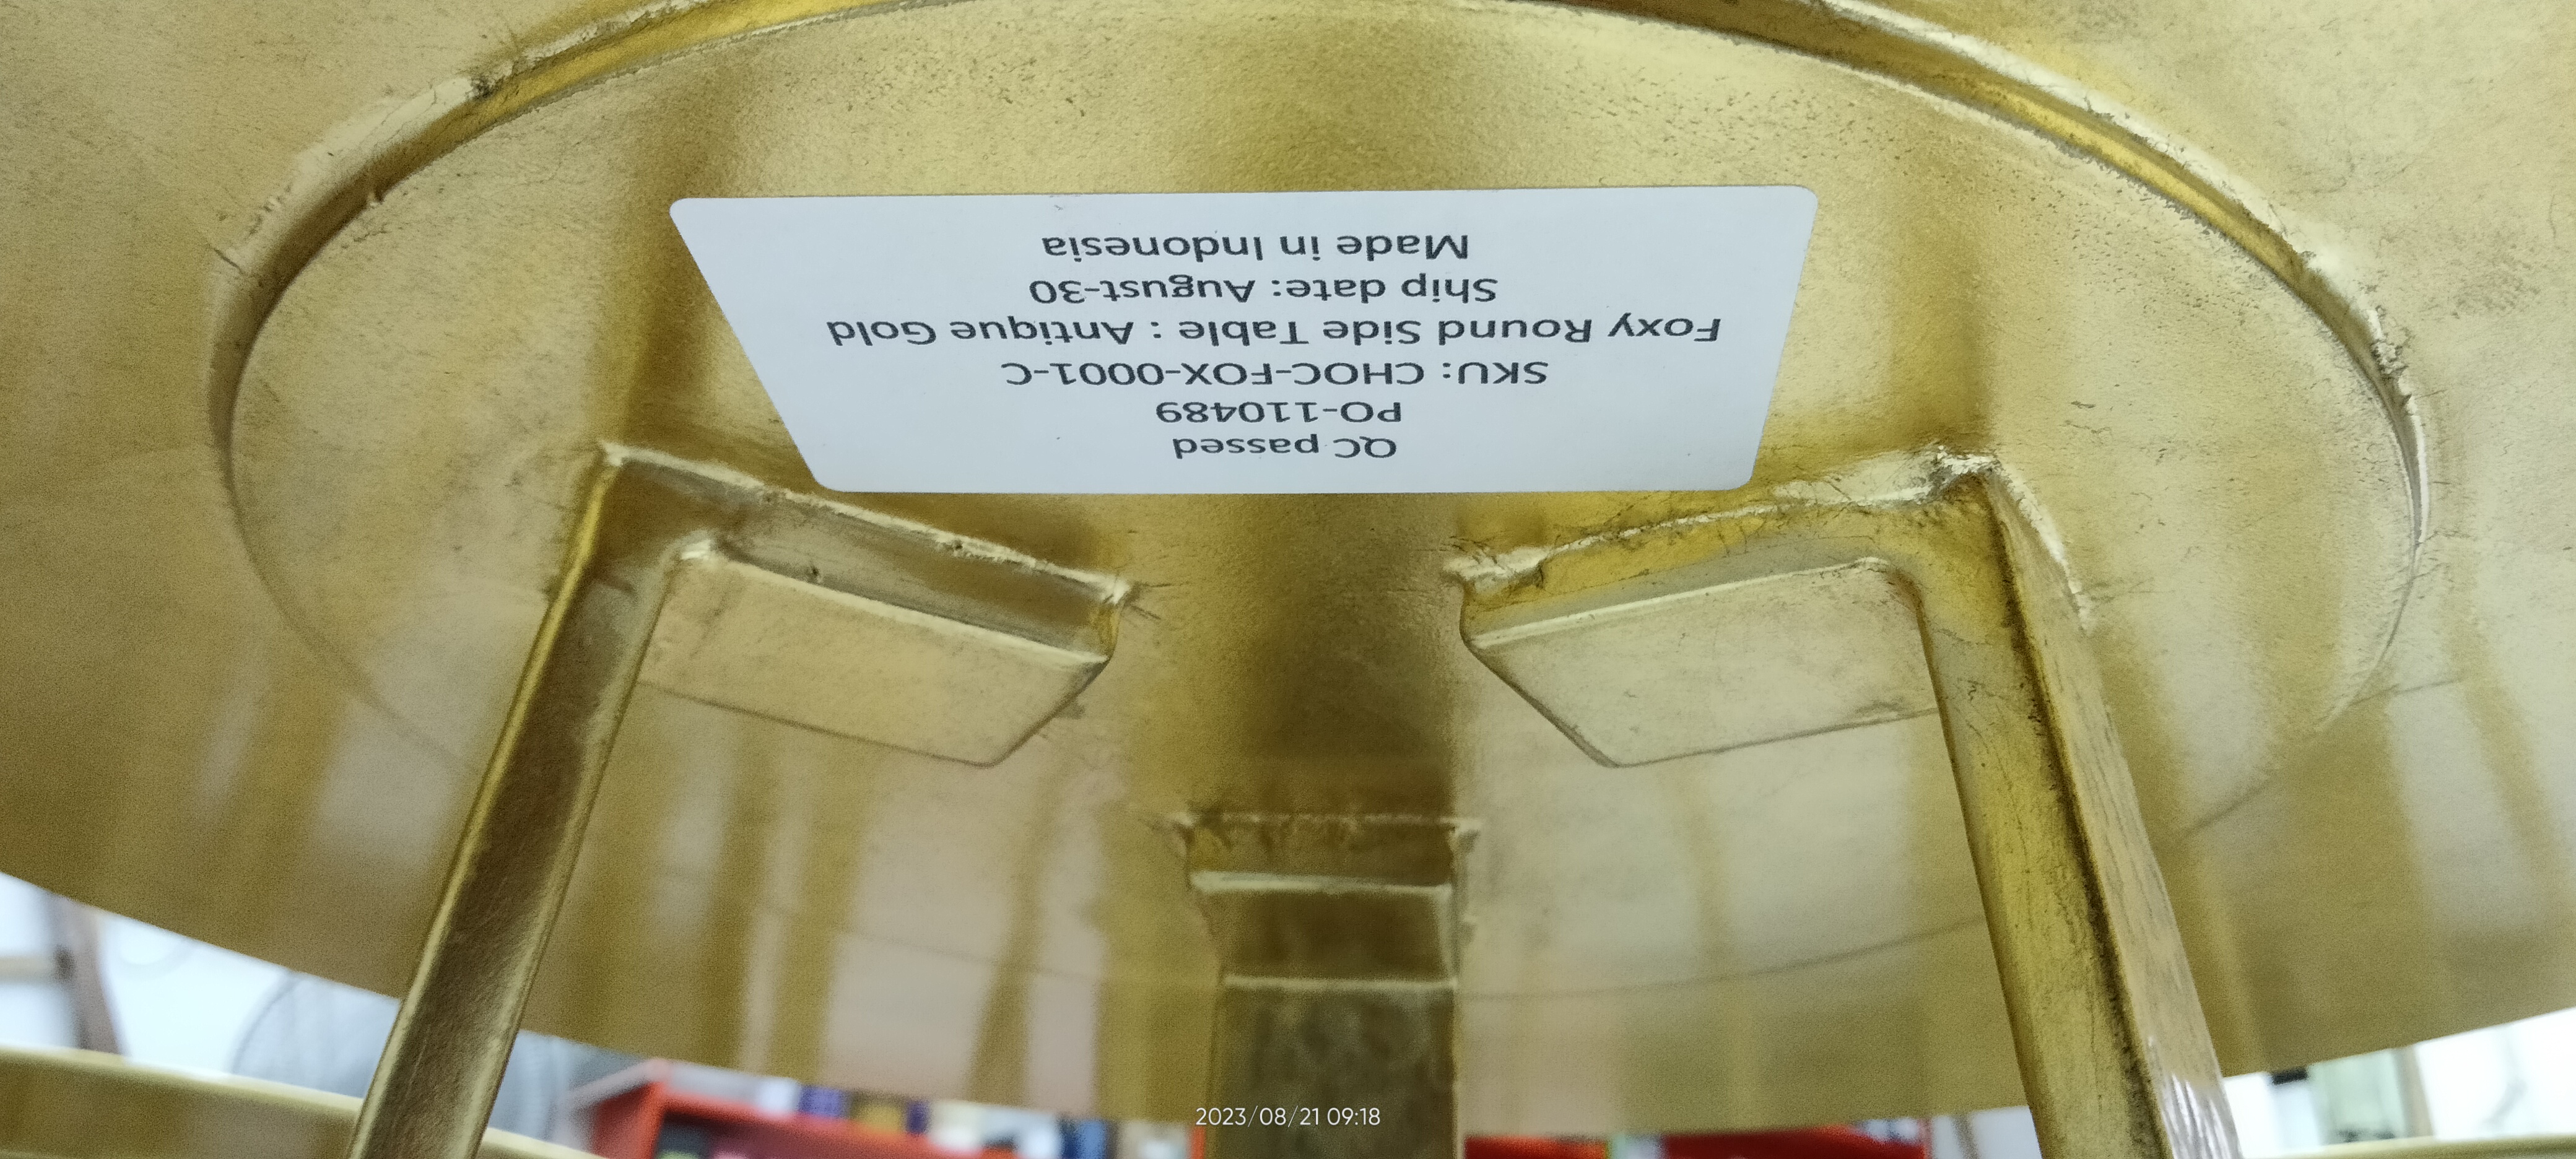 QC passed
PO-110489
SKU: CHOC-FOX-0001-C
Foxy Round Side Table : Antique Gold
Ship date: August-30
Made in Indonesia
2023/08/21 09:18